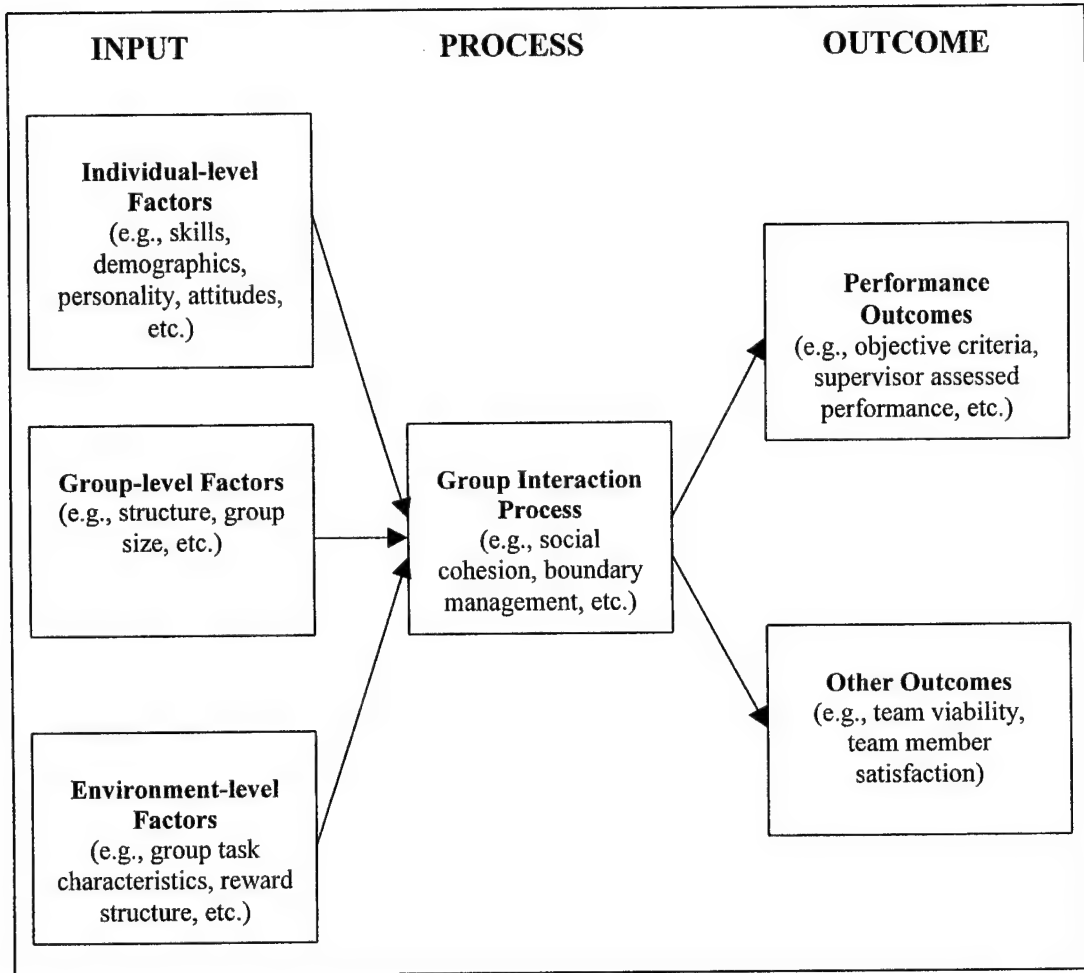 INPUT
PROCESS
OUTCOME
Individual-level
Factors
(e.g., skills,
demographics,
personality, attitudes,
etc.)
Group-level Factors
(e.g., structure, group
size, etc.)
Environment-level
Factors
(e.g., group task
characteristics, reward
structure, etc.)
Group Interaction
Process
(e.g., social
cohesion, boundary
management, etc.)
Performance
Outcomes
(e.g., objective criteria,
supervisor assessed
performance, etc.)
Other Outcomes
(e.g., team viability,
team member
satisfaction)